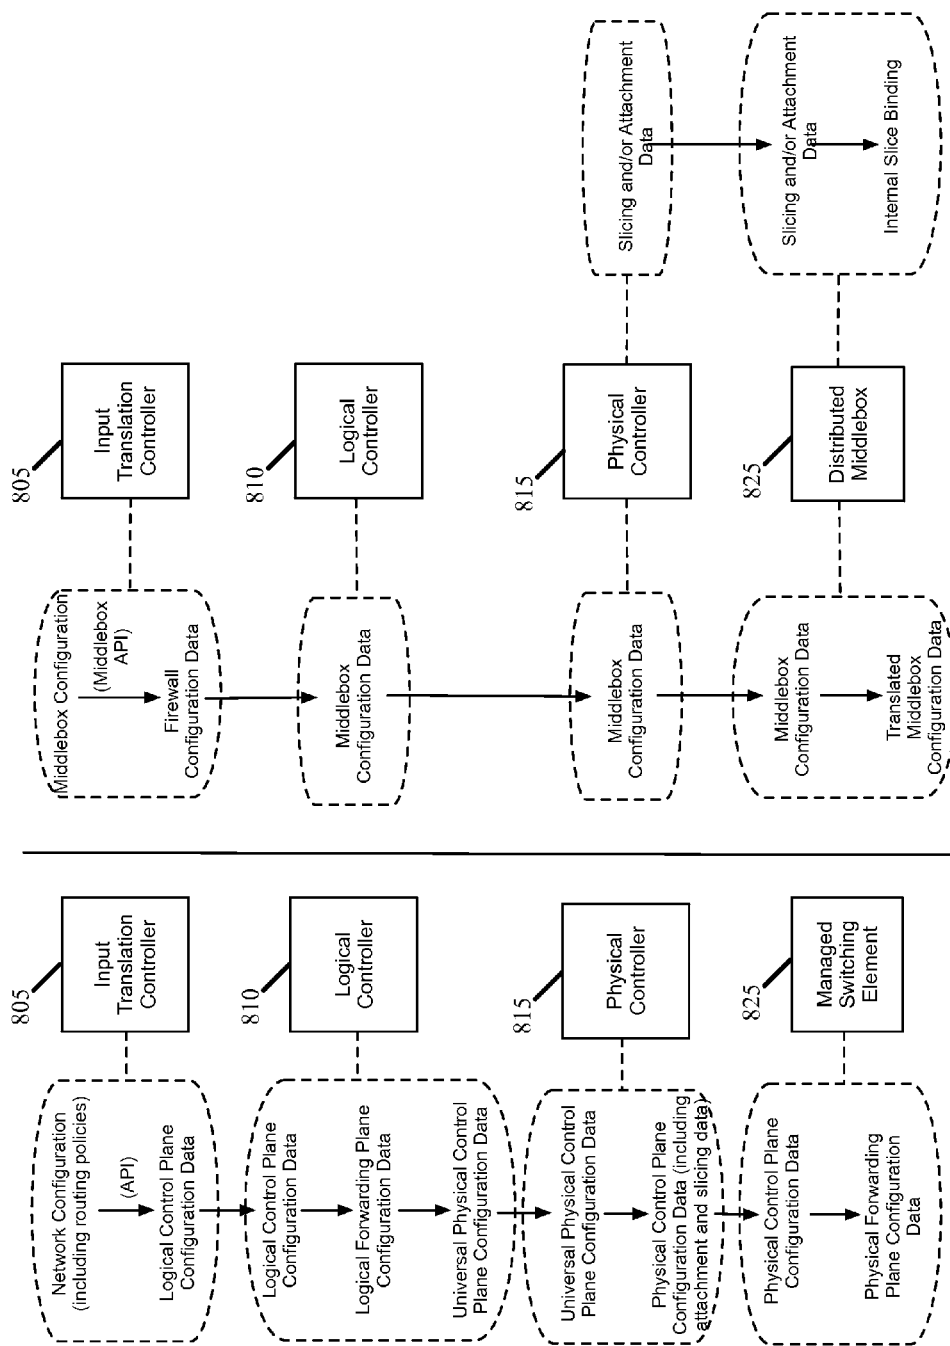 Network Configuration
(including routing policies)
(API)
Logical Control Plane
Configuration Data
805
Input
Translation
Controller
Logical Control Plane
Configuration Data
Logical Forwarding Plane
Configuration Data
Universal Physical Control
Plane Configuration Data
810
Logical
Controller
Universal Physical Control
Plane Configuration Data
Physical Control Plane
Configuration Data (including
attachment and slicing data)
815
Physical
Controller
Physical Control Plane
Configuration Data
Physical Forwarding
Plane Configuration
Data
825
Managed
Switching
Element
Middlebox Configuration
(Middlebox
API)
Firewall
Configuration Data
805
Input
Translation
Controller
Middlebox
Configuration Data
810
Logical
Controller
Middlebox
Configuration Data
815
Physical
Controller
Slicing and/or Attachment
Data
Middlebox
Configuration Data
Translated
Middlebox
Configuration Data
825
Distributed
Middlebox
Slicing and/or Attachment
Data
Internal Slice Binding